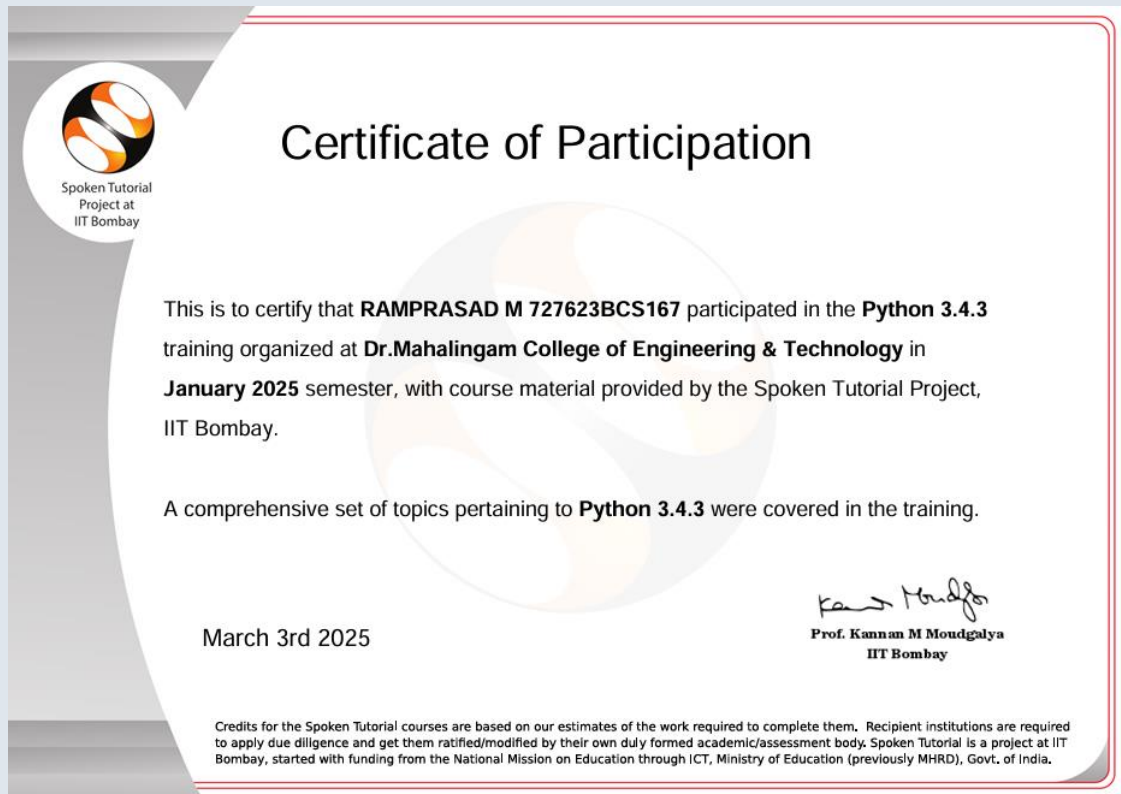 Spoken Tutorial
Project at
IIT Bombay
Certificate of Participation
This is to certify that RAMPRASAD M 727623BCS167 participated in the Python 3.4.3
training organized at Dr.Mahalingam College of Engineering & Technology in
January 2025 semester, with course material provided by the Spoken Tutorial Project,
IIT Bombay.
A comprehensive set of topics pertaining to Python 3.4.3 were covered in the training.
March 3rd 2025
Prof. Kannan M Moudgalya
IIT Bombay
Credits for the Spoken Tutorial courses are based on our estimates of the work required to complete them. Recipient institutions are required
to apply due diligence and get them ratified/modified by their own duly formed academic/assessment body. Spoken Tutorial is a project at IIT
Bombay, started with funding from the National Mission on Education through ICT, Ministry of Education (previously MHRD), Govt. of India.